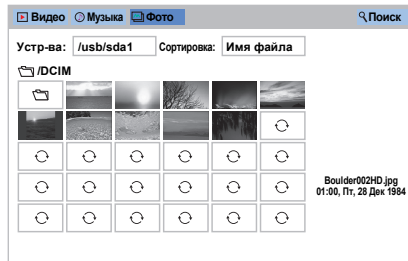 Видео Музыка Фото Поиск
Устр-ва: /usb/sda1 Сортировка: Имя файла
/DCIM
Boulder002HD.jpg
01:00, Пт, 28 Дек 1984